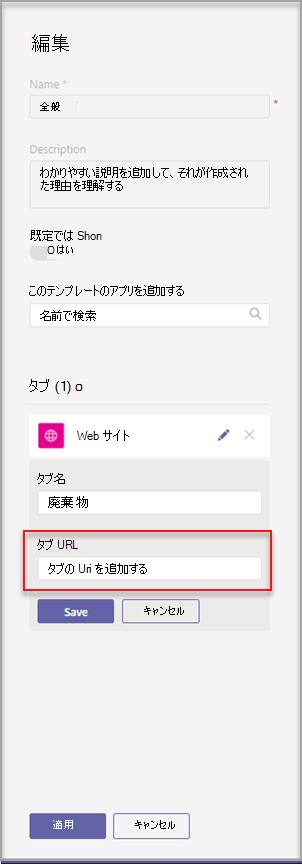 編集
Name *
全般
*
Description
わかりやすい説明を追加して、それが作成され
た理由を理解する
既定では Shon
Oはい
このテンプレートのアプリを追加する
名前で検索
タブ (1) o
Web サイト
タブ名
廃棄物
タブ URL
タブの Uri を追加する
Save
キャンセル
適用
キャンセル